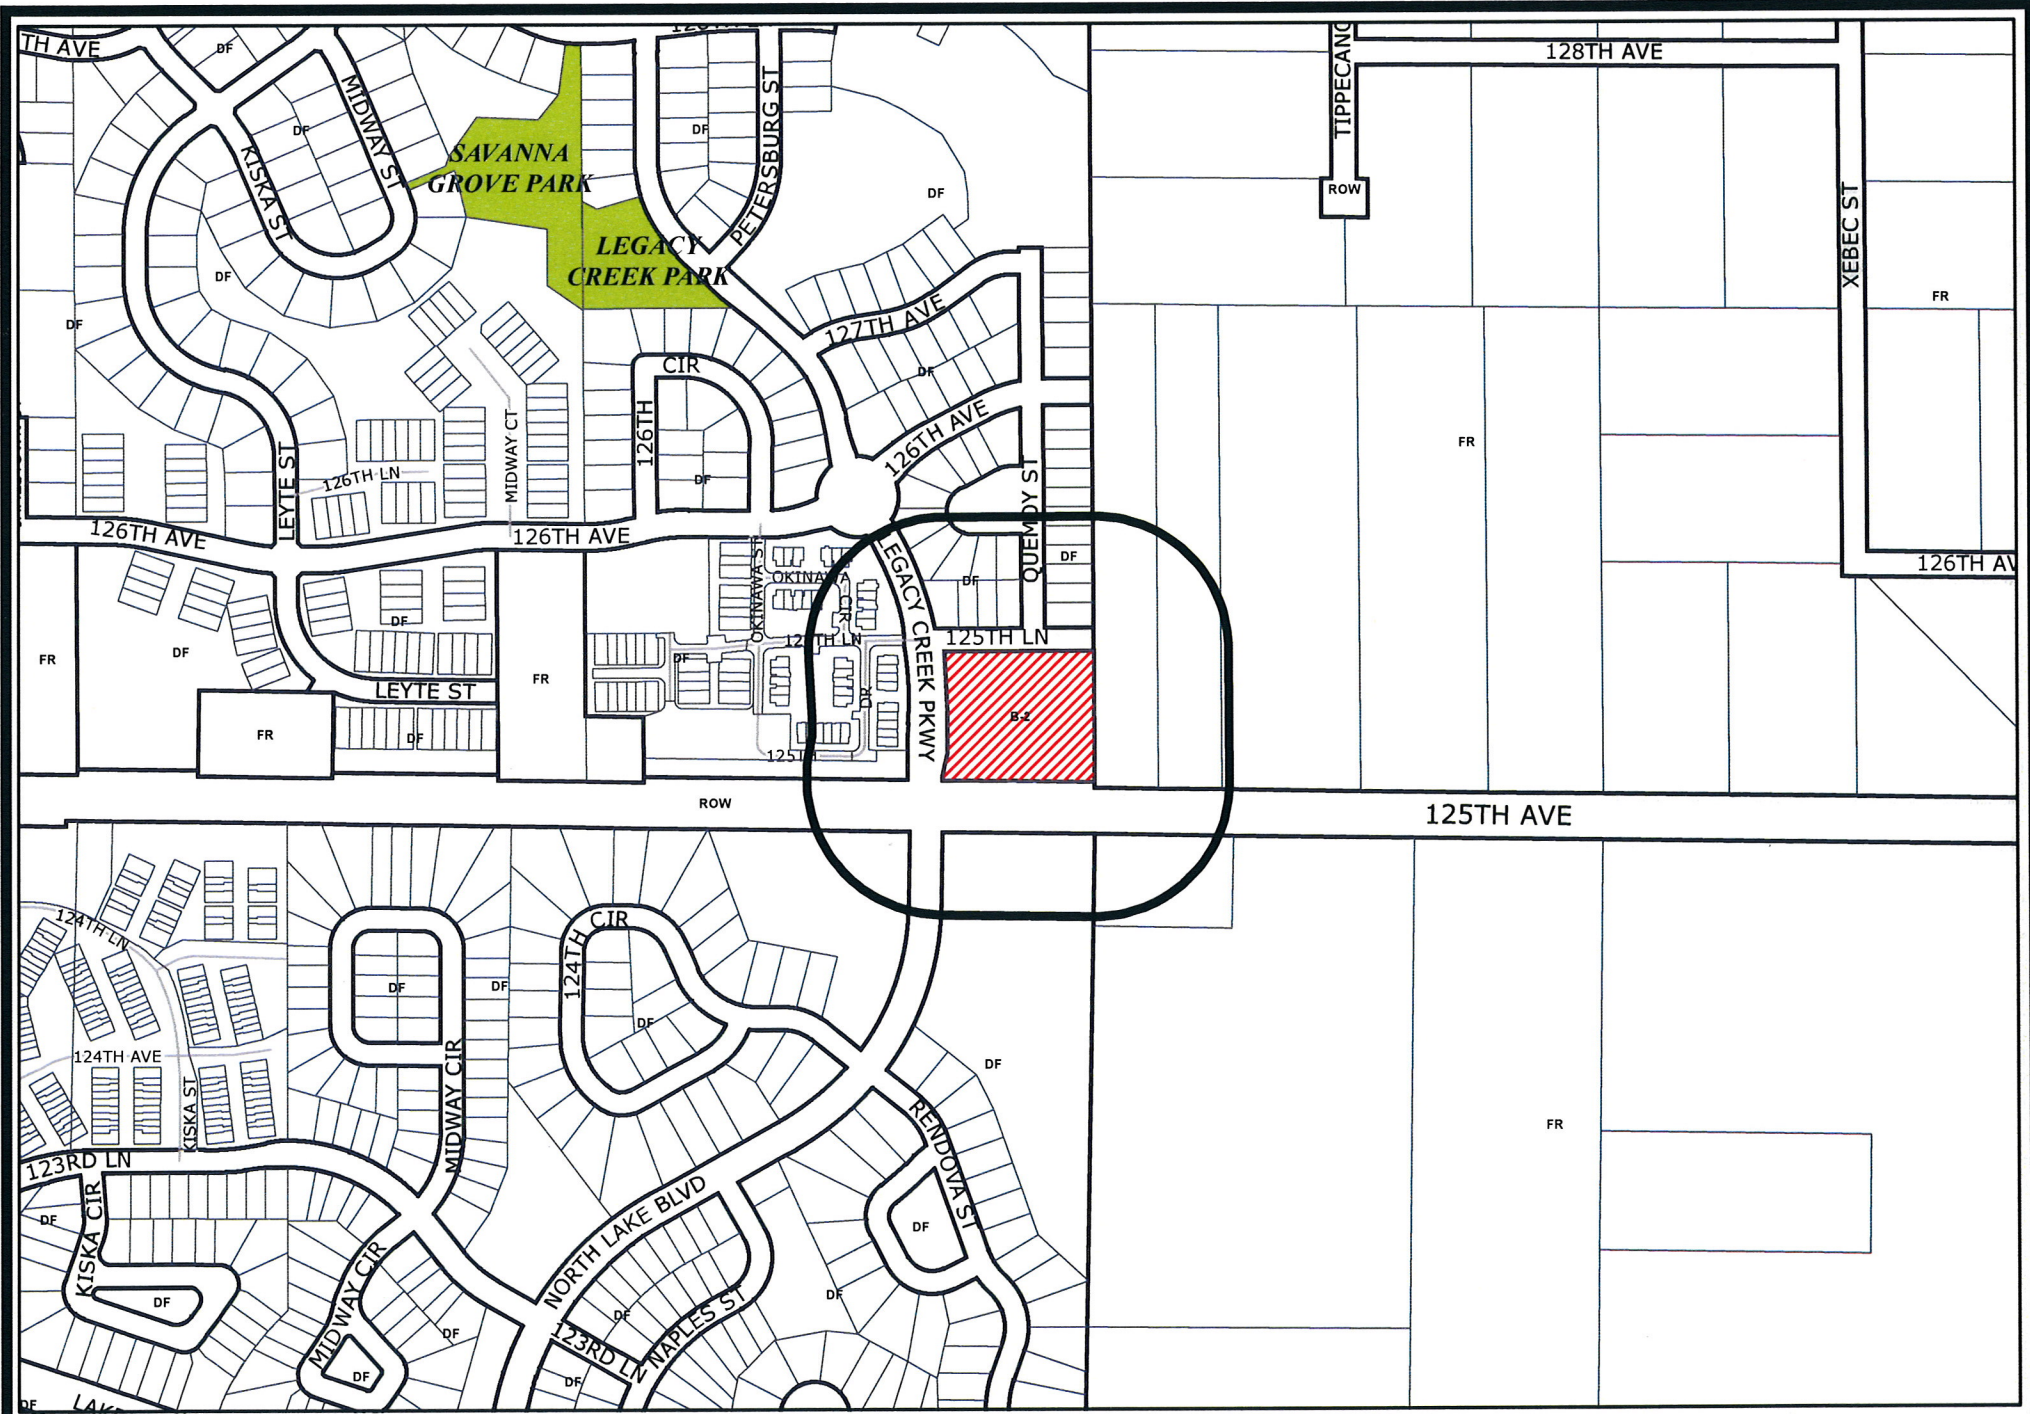 TH AVE
DF
128TH AVE
TIPPECANO
MIDWAY ST
PETERSBURG ST
DF
DF
SAVANNA
GROVE PARK
KISKA ST
DF
ROW
XEBEC ST
LEGACY
CREEK PARK
DF
FR
DF
127TH AVE
CIR
DF
126TH
126TH AVE
MIDWAY CT
FR
LEYTE ST
126TH LN
DF
QUEMOY ST
126TH AVE
126TH AVE
OKINAWA ST
OKINAWA
CIR
LEGACY CREEK PKWY
DF
DF
126TH AV
DF
DF
FR
125TH LN
125TH LN
DF
FR
LEYTE ST
DR
B-2
FR
DF
125TH
ROW
125TH AVE
124TH LN
CIR
124TH
DF
DF
DF
124TH AVE
MIDWAY CIR
DF
KISKA ST
RENDOVA ST
FR
123RD LN
KISKA CIR
DF
NORTH LAKE BLVD
DF
MIDWAY CIR
DF
DF
DF
DF
NAPLES ST
123RD LN
DF
DF
DF
DF